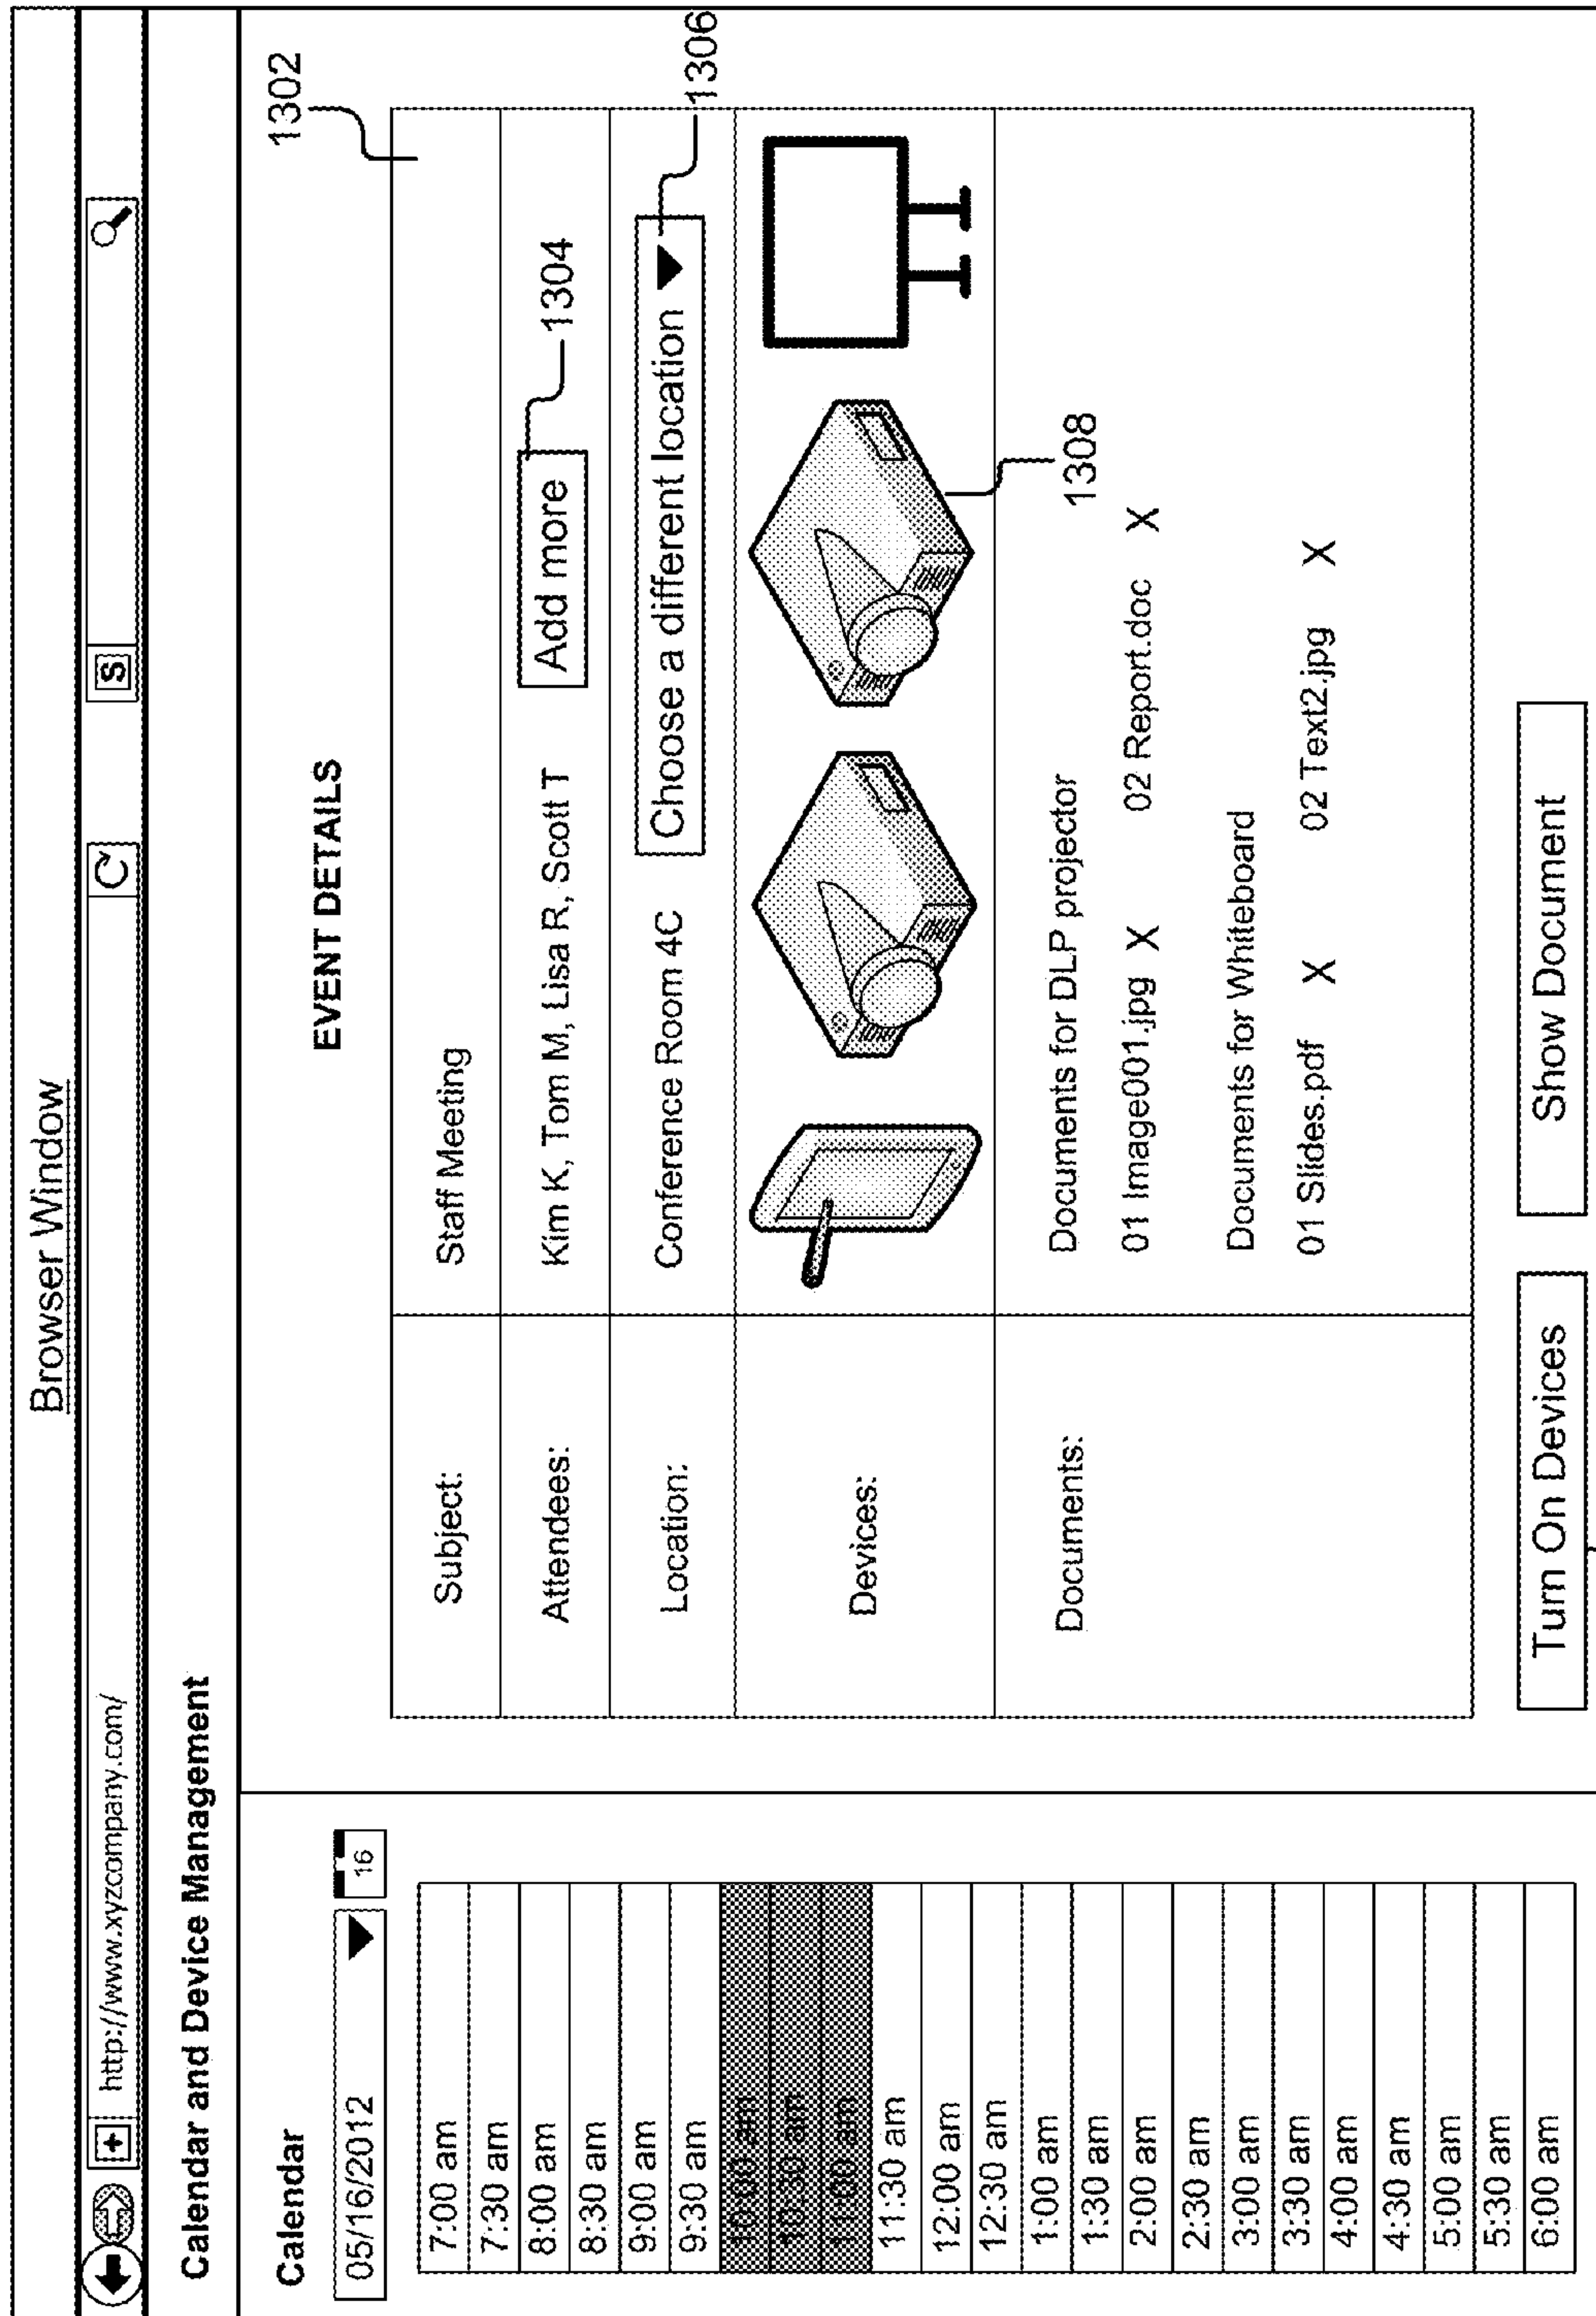 Browser Window
http://www.xyzcompany.com/
C
S
Calendar and Device Management
Calendar
05/16/2012
16
7:00 am
7:30 am
8:00 am
8:30 am
9:00 am
9:30 am
10:00 am
10:30 am
11:00 am
11:30 am
12:00 am
12:30 am
1:00 am
1:30 am
2:00 am
2:30 am
3:00 am
3:30 am
4:00 am
4:30 am
5:00 am
5:30 am
6:00 am
EVENT DETAILS
1302
Subject: Staff Meeting
Attendees: Kim K, Tom M, Lisa R, Scott T Add more 1304
Location: Conference Room 4C Choose a different location 1306
Devices:
1308
Documents: Documents for DLP projector
01 Image001.jpg X 02 Report.doc X
Documents for Whiteboard
01 Slides.pdf X 02 Text2.jpg X
Turn On Devices Show Document